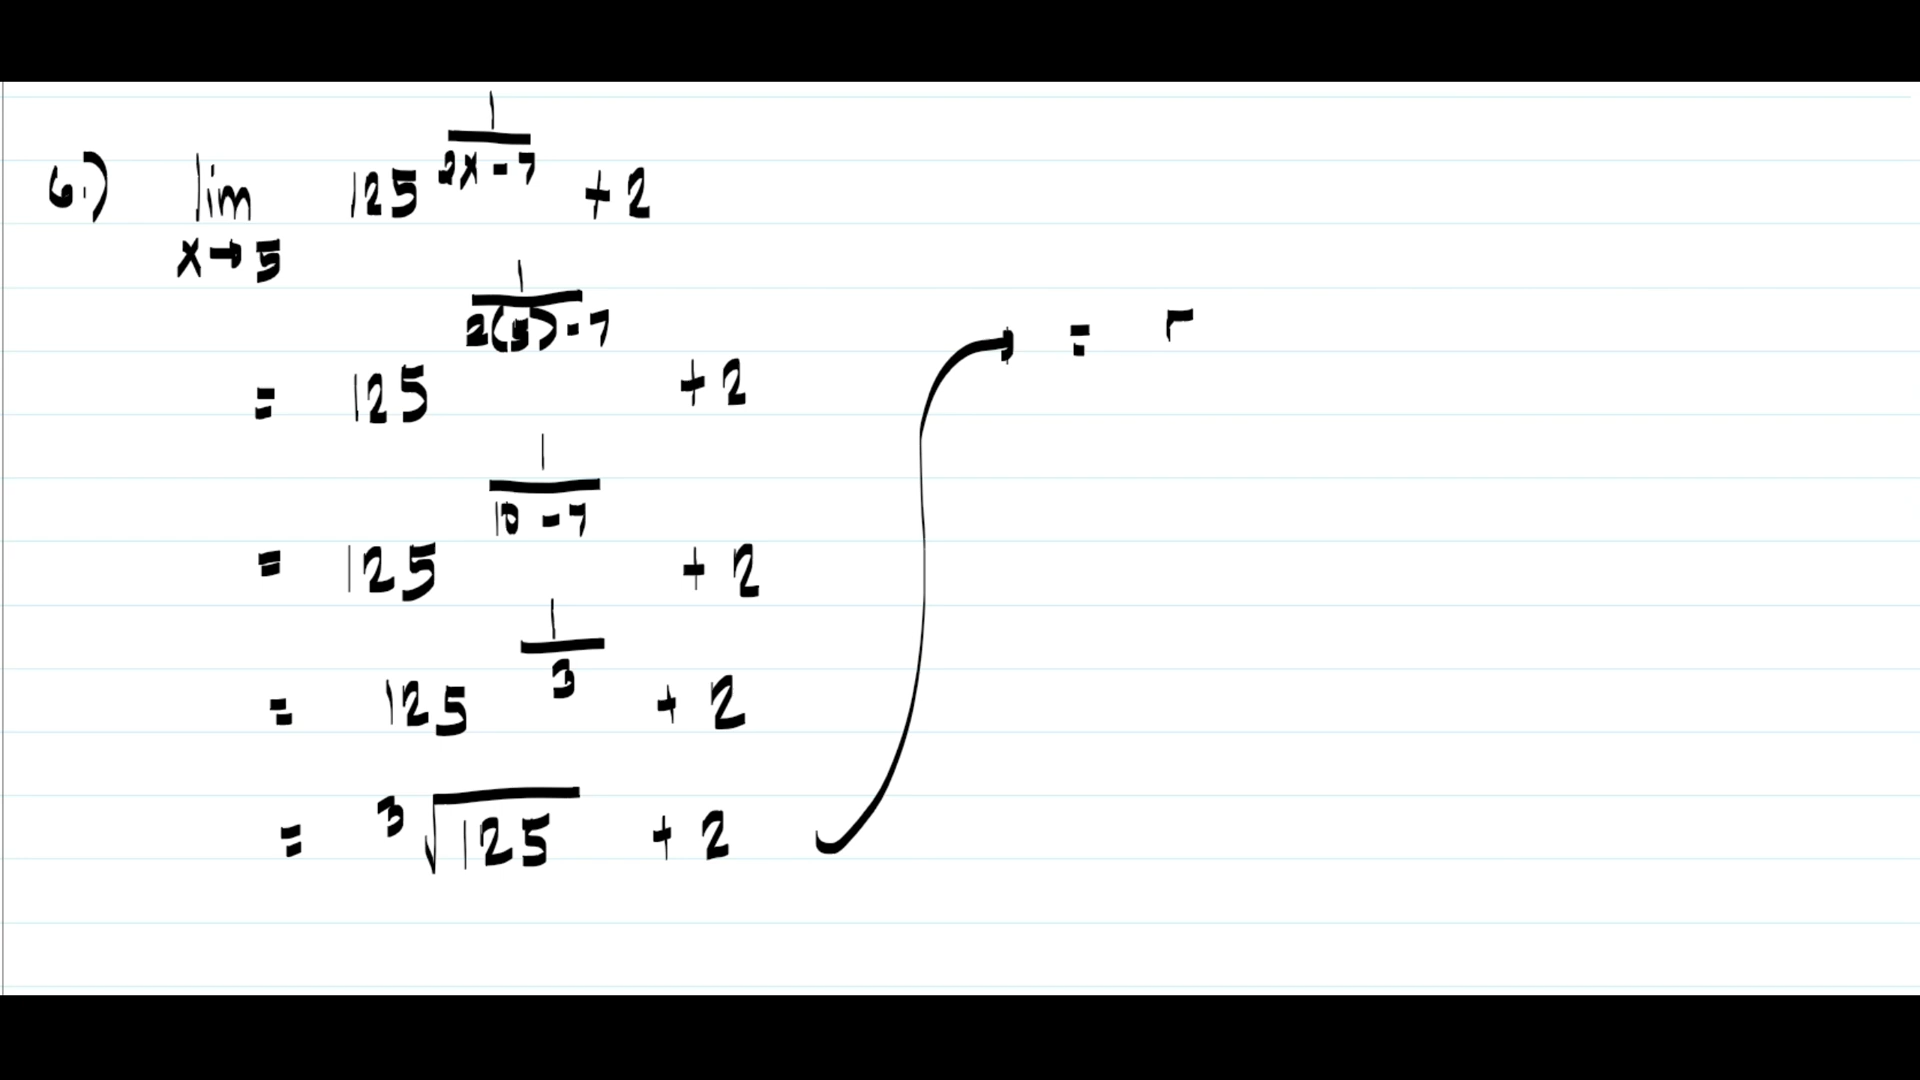 6.) lim x→5 125^(1/(2x-7)) + 2
= 125^(1/(2(5)-7)) + 2
= 125^(1/(10-7)) + 2
= 125^(1/3) + 2
= ³√125 + 2
=